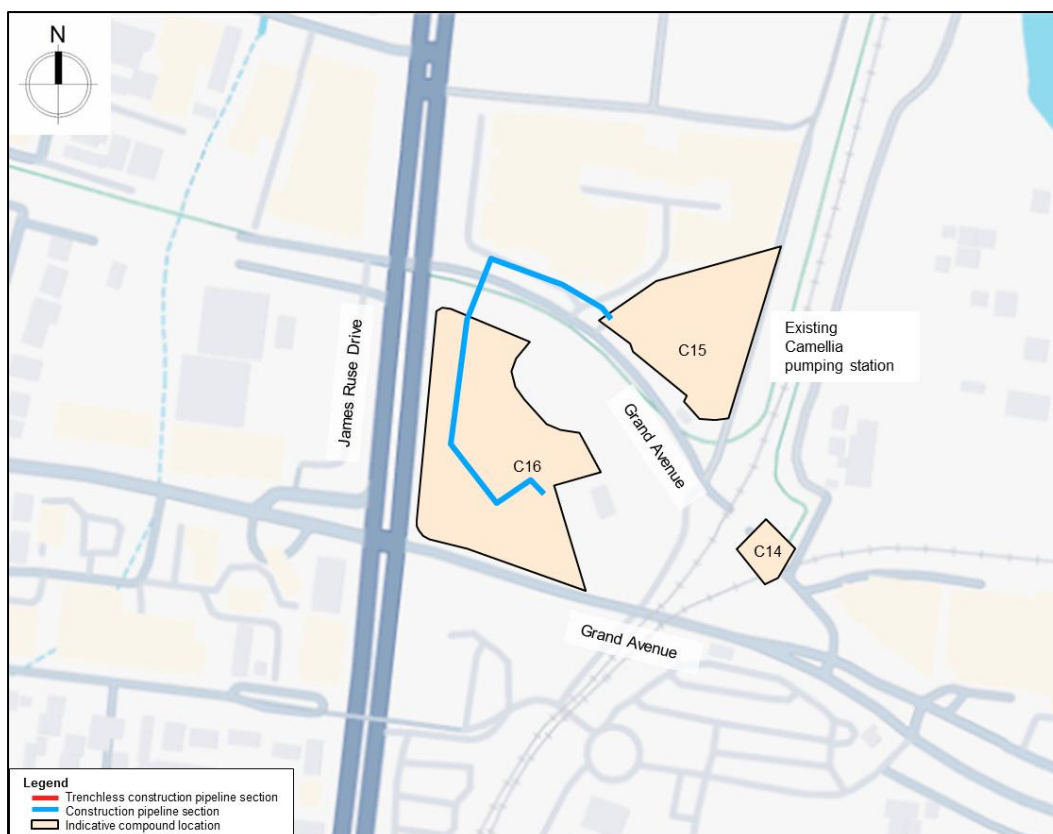 N
James Ruse Drive
C15
Existing
Camellia
pumping station
Grand Avenue
C16
C14
Grand Avenue
Legend
Trenchless construction pipeline section
Construction pipeline section
Indicative compound location